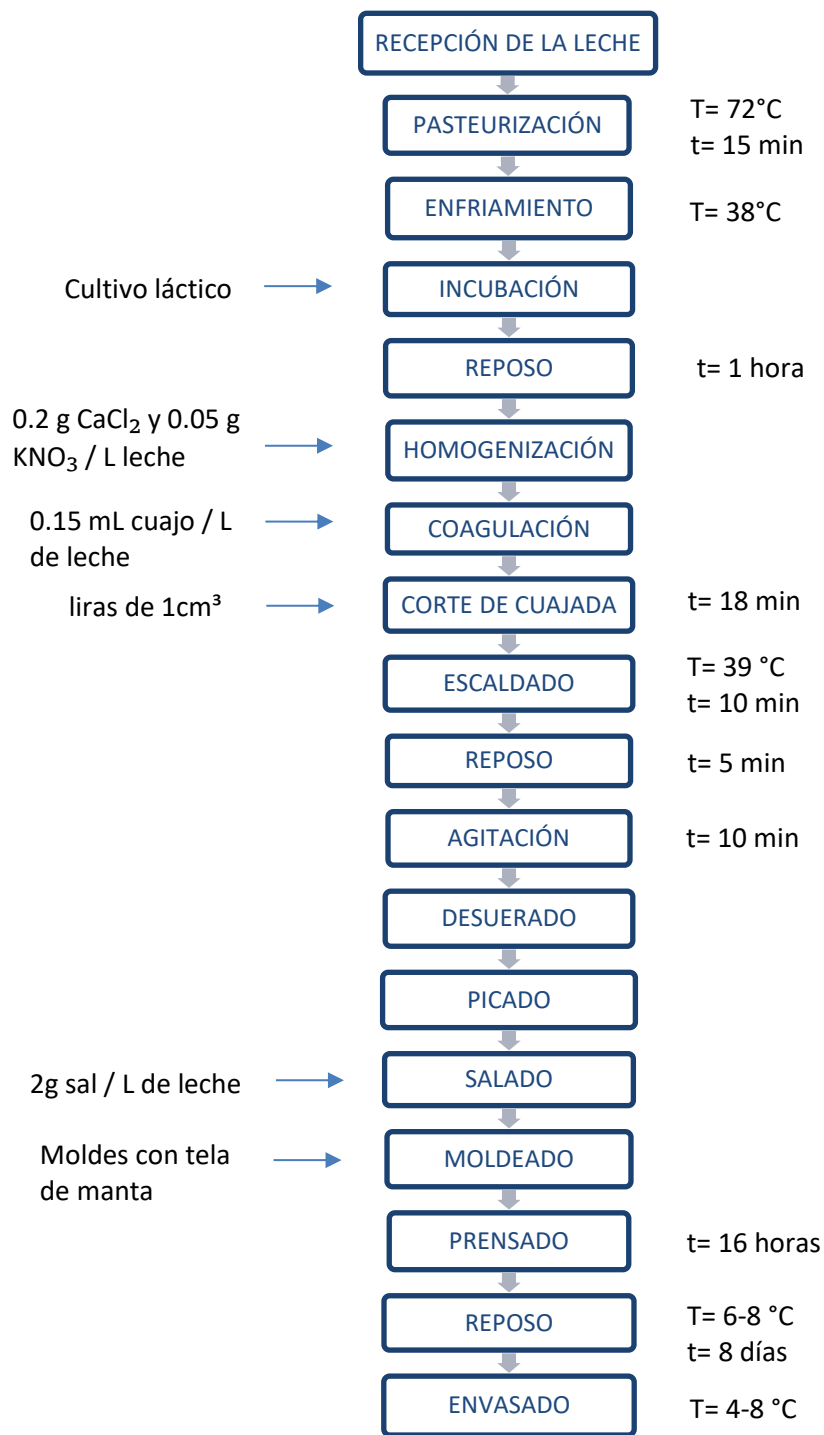 RECEPCIÓN DE LA LECHE
PASTEURIZACIÓN
T= 72°C
t= 15 min
ENFRIAMIENTO
T= 38°C
Cultivo láctico
INCUBACIÓN
REPOSO
t= 1 hora
0.2 g CaCl₂ y 0.05 g
KNO₃ / L leche
HOMOGENIZACIÓN
0.15 mL cuajo / L
de leche
COAGULACIÓN
liras de 1cm³
CORTE DE CUAJADA
t= 18 min
ESCALDADO
T= 39 °C
t= 10 min
REPOSO
t= 5 min
AGITACIÓN
t= 10 min
DESUERADO
PICADO
2g sal / L de leche
SALADO
Moldes con tela
de manta
MOLDEADO
PRENSADO
t= 16 horas
REPOSO
T= 6-8 °C
t= 8 días
ENVASADO
T= 4-8 °C